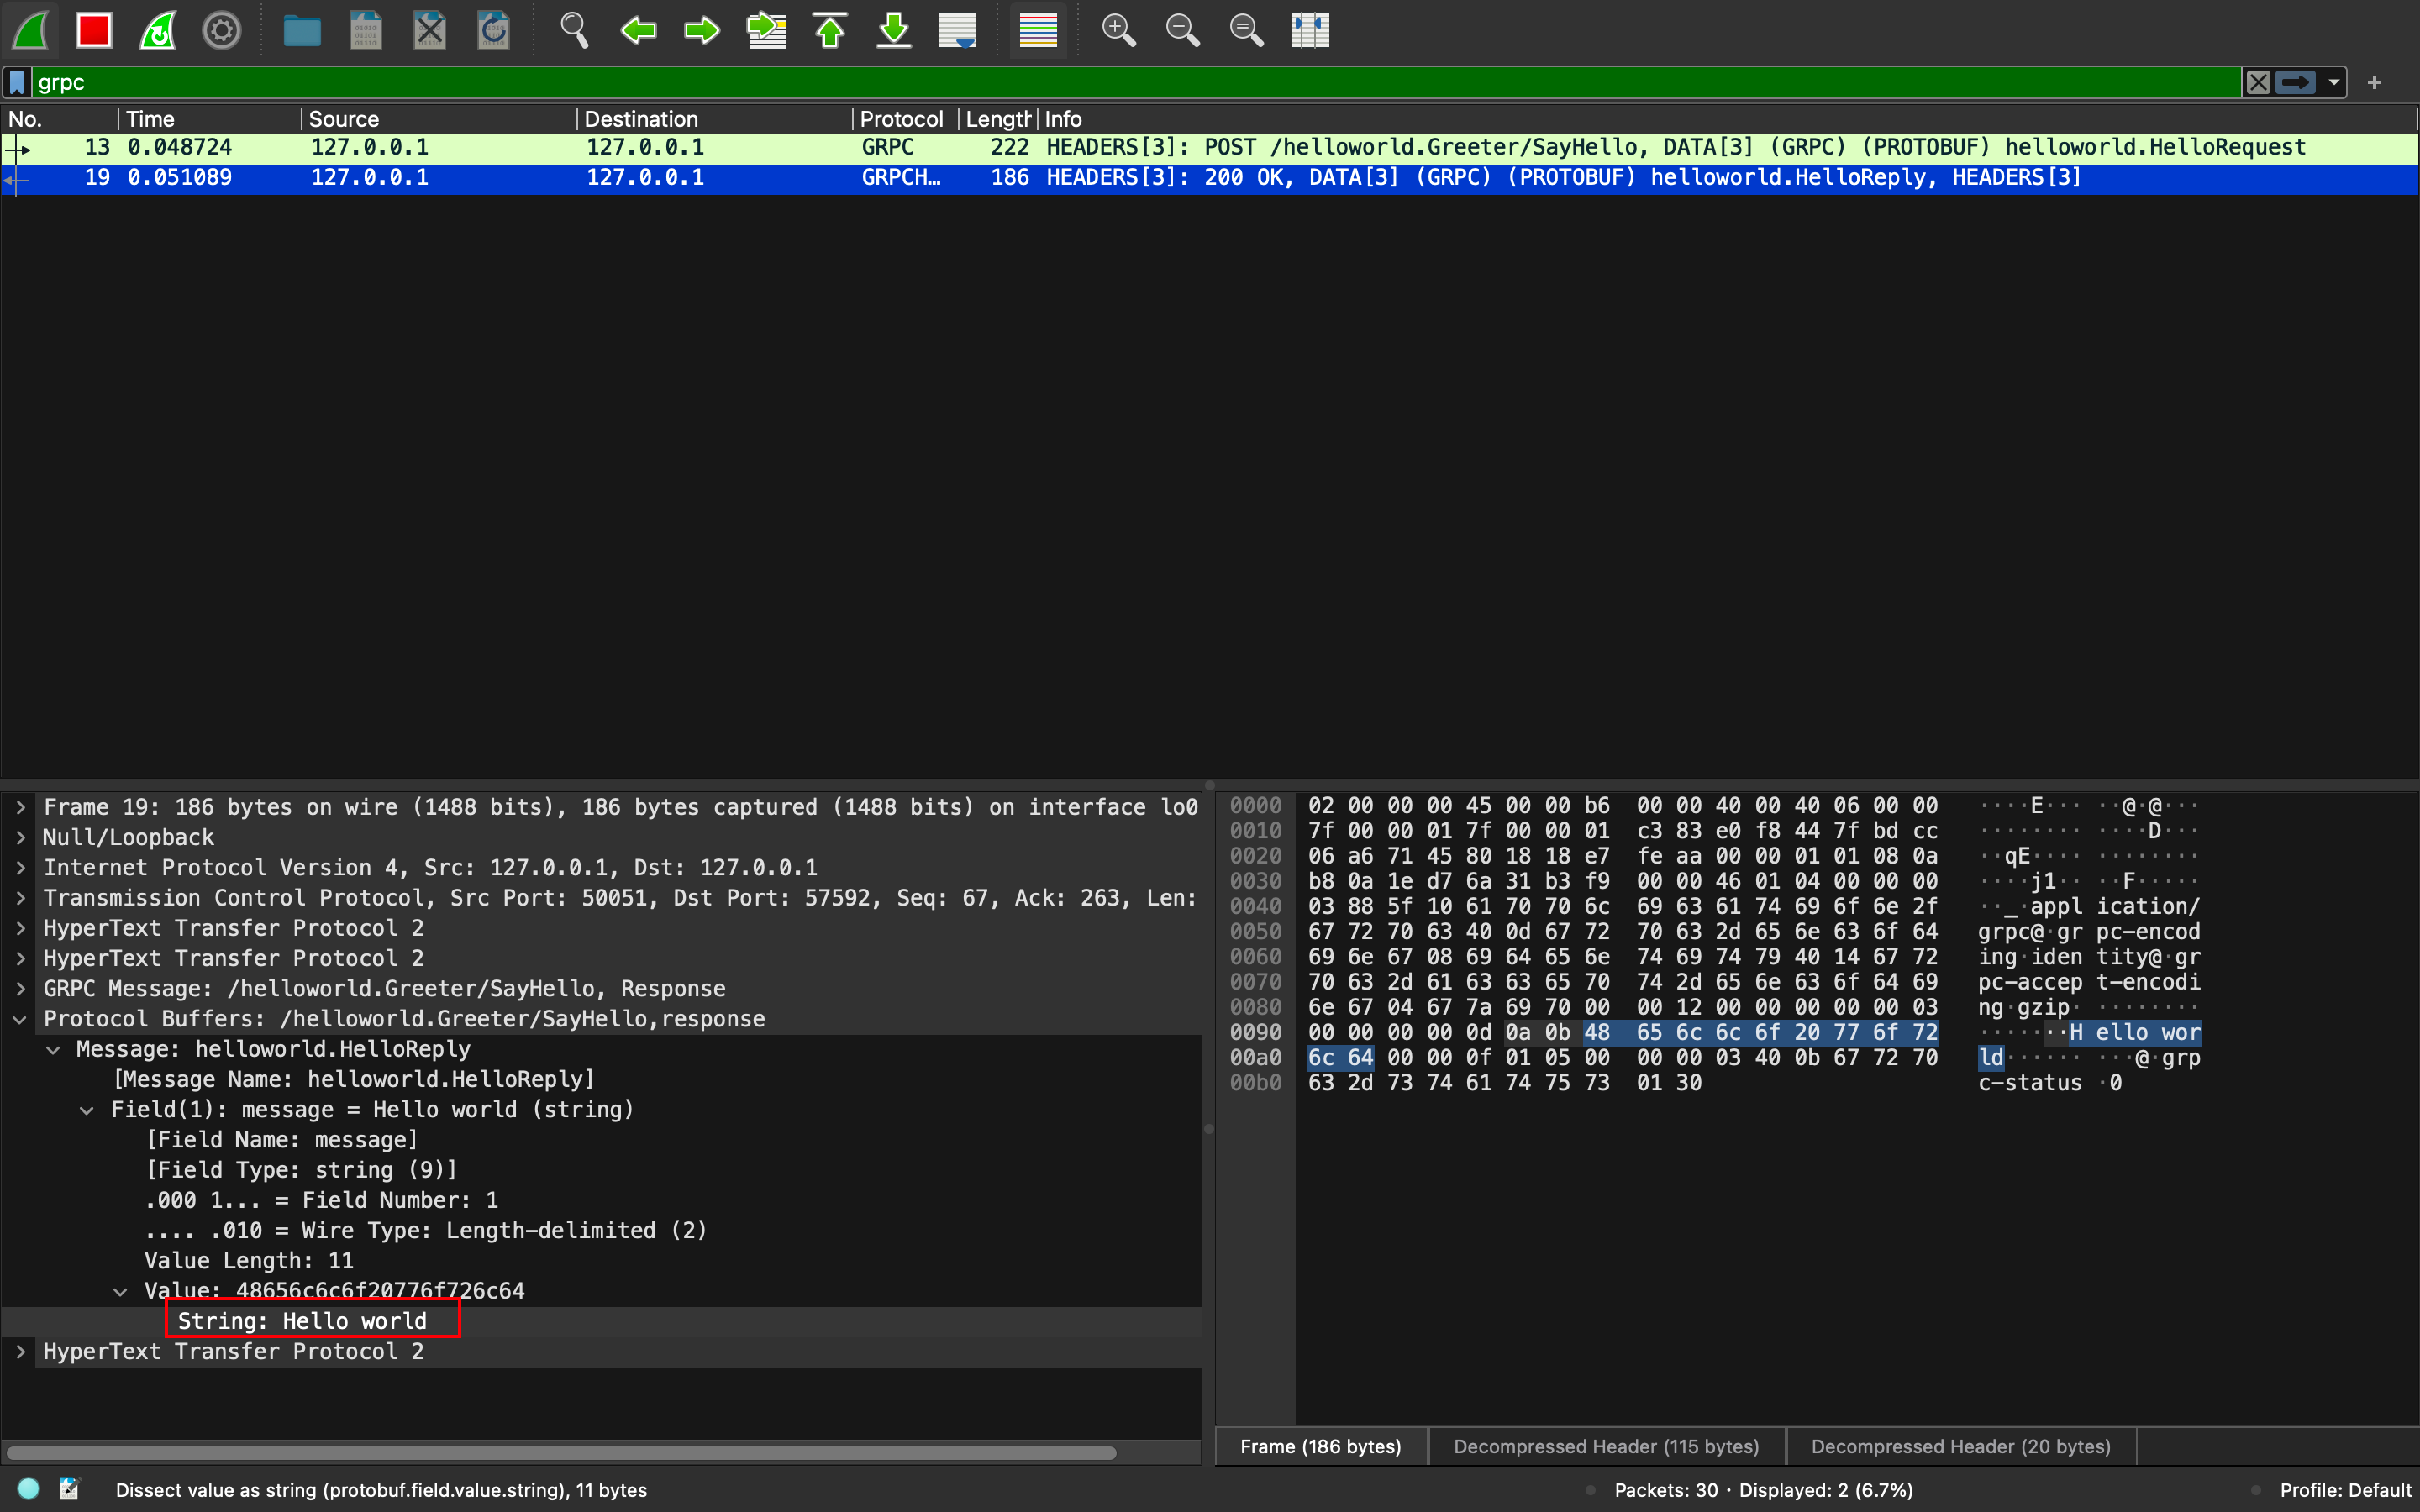 grpc
No. Time Source Destination Protocol Lengtl Info
13 0.048724 127.0.0.1 127.0.0.1 GRPC 222 HEADERS[3]: POST /helloworld.Greeter/SayHello, DATA[3] (GRPC) (PROTOBUF) helloworld.HelloRequest
19 0.051089 127.0.0.1 127.0.0.1 GRPCH… 186 HEADERS[3]: 200 OK, DATA[3] (GRPC) (PROTOBUF) helloworld.HelloReply, HEADERS[3]
Frame 19: 186 bytes on wire (1488 bits), 186 bytes captured (1488 bits) on interface lo0
Null/Loopback
Internet Protocol Version 4, Src: 127.0.0.1, Dst: 127.0.0.1
Transmission Control Protocol, Src Port: 50051, Dst Port: 57592, Seq: 67, Ack: 263, Len:
HyperText Transfer Protocol 2
HyperText Transfer Protocol 2
GRPC Message: /helloworld.Greeter/SayHello, Response
Protocol Buffers: /helloworld.Greeter/SayHello,response
Message: helloworld.HelloReply
[Message Name: helloworld.HelloReply]
Field(1): message = Hello world (string)
[Field Name: message]
[Field Type: string (9)]
.000 1... = Field Number: 1
.... .010 = Wire Type: Length-delimited (2)
Value Length: 11
Value: 48656c6c6f20776f726c64
String: Hello world
HyperText Transfer Protocol 2
0000 02 00 00 00 45 00 00 b6 00 00 40 00 40 06 00 00 ····E··· ··@·@···
0010 7f 00 00 01 7f 00 00 01 c3 83 e0 f8 44 7f bd cc ········ ····D···
0020 06 a6 71 45 80 18 18 e7 fe aa 00 00 01 01 08 0a ··qE···· ········
0030 b8 0a 1e d7 6a 31 b3 f9 00 00 46 01 04 00 00 00 ····j1·· ··F·····
0040 03 88 5f 10 61 70 70 6c 69 63 61 74 69 6f 6e 2f ··_·appl ication/
0050 67 72 70 63 40 0d 67 72 70 63 2d 65 6e 63 6f 64 grpc@·gr pc-encod
0060 69 6e 67 08 69 64 65 6e 74 69 74 79 40 14 67 72 ing·iden tity@·gr
0070 70 63 2d 61 63 63 65 70 74 2d 65 6e 63 6f 64 69 pc-accep t-encodi
0080 6e 67 04 67 7a 69 70 00 00 12 00 00 00 00 00 03 ng·gzip· ········
0090 00 00 00 00 0d 0a 0b 48 65 6c 6c 6f 20 77 6f 72 ·······H ello wor
00a0 6c 64 00 00 0f 01 05 00 00 00 03 40 0b 67 72 70 ld······ ···@·grp
00b0 63 2d 73 74 61 74 75 73 01 30 c-status ·0
Frame (186 bytes) Decompressed Header (115 bytes) Decompressed Header (20 bytes)
Dissect value as string (protobuf.field.value.string), 11 bytes Packets: 30 · Displayed: 2 (6.7%) Profile: Default